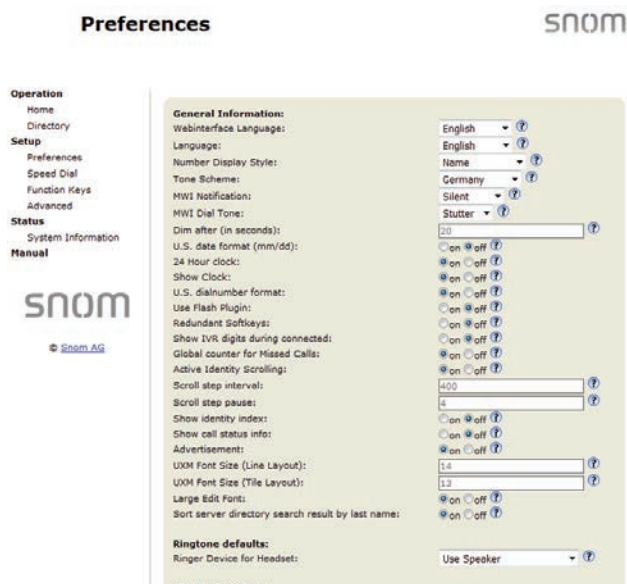 Preferences
snom
Operation
Home
Directory
Setup
Preferences
Speed Dial
Function Keys
Advanced
Status
System Information
Manual
snom
© Snom AG
General Information:
Webinterface Language: English ?
Language: English ?
Number Display Style: Name ?
Tone Scheme: Germany ?
MWI Notification: Silent ?
MWI Dial Tone: Stutter ?
Dim after (in seconds): 20 ?
U.S. date format (mm/dd): on off ?
24 Hour clock: on off ?
Show Clock: on off ?
U.S. dialnumber format: on off ?
Use Flash Plugin: on off ?
Redundant Softkeys: on off ?
Show IVR digits during connected: on off ?
Global counter for Missed Calls: on off ?
Active Identity Scrolling: on off ?
Scroll step interval: 400 ?
Scroll step pause: 4 ?
Show identity index: on off ?
Show call status info: on off ?
Advertisement: on off ?
UXM Font Size (Line Layout): 14 ?
UXM Font Size (Tile Layout): 13 ?
Large Edit Font: on off ?
Sort server directory search result by last name: on off ?
Ringtone defaults:
Ringer Device for Headset: Use Speaker ?